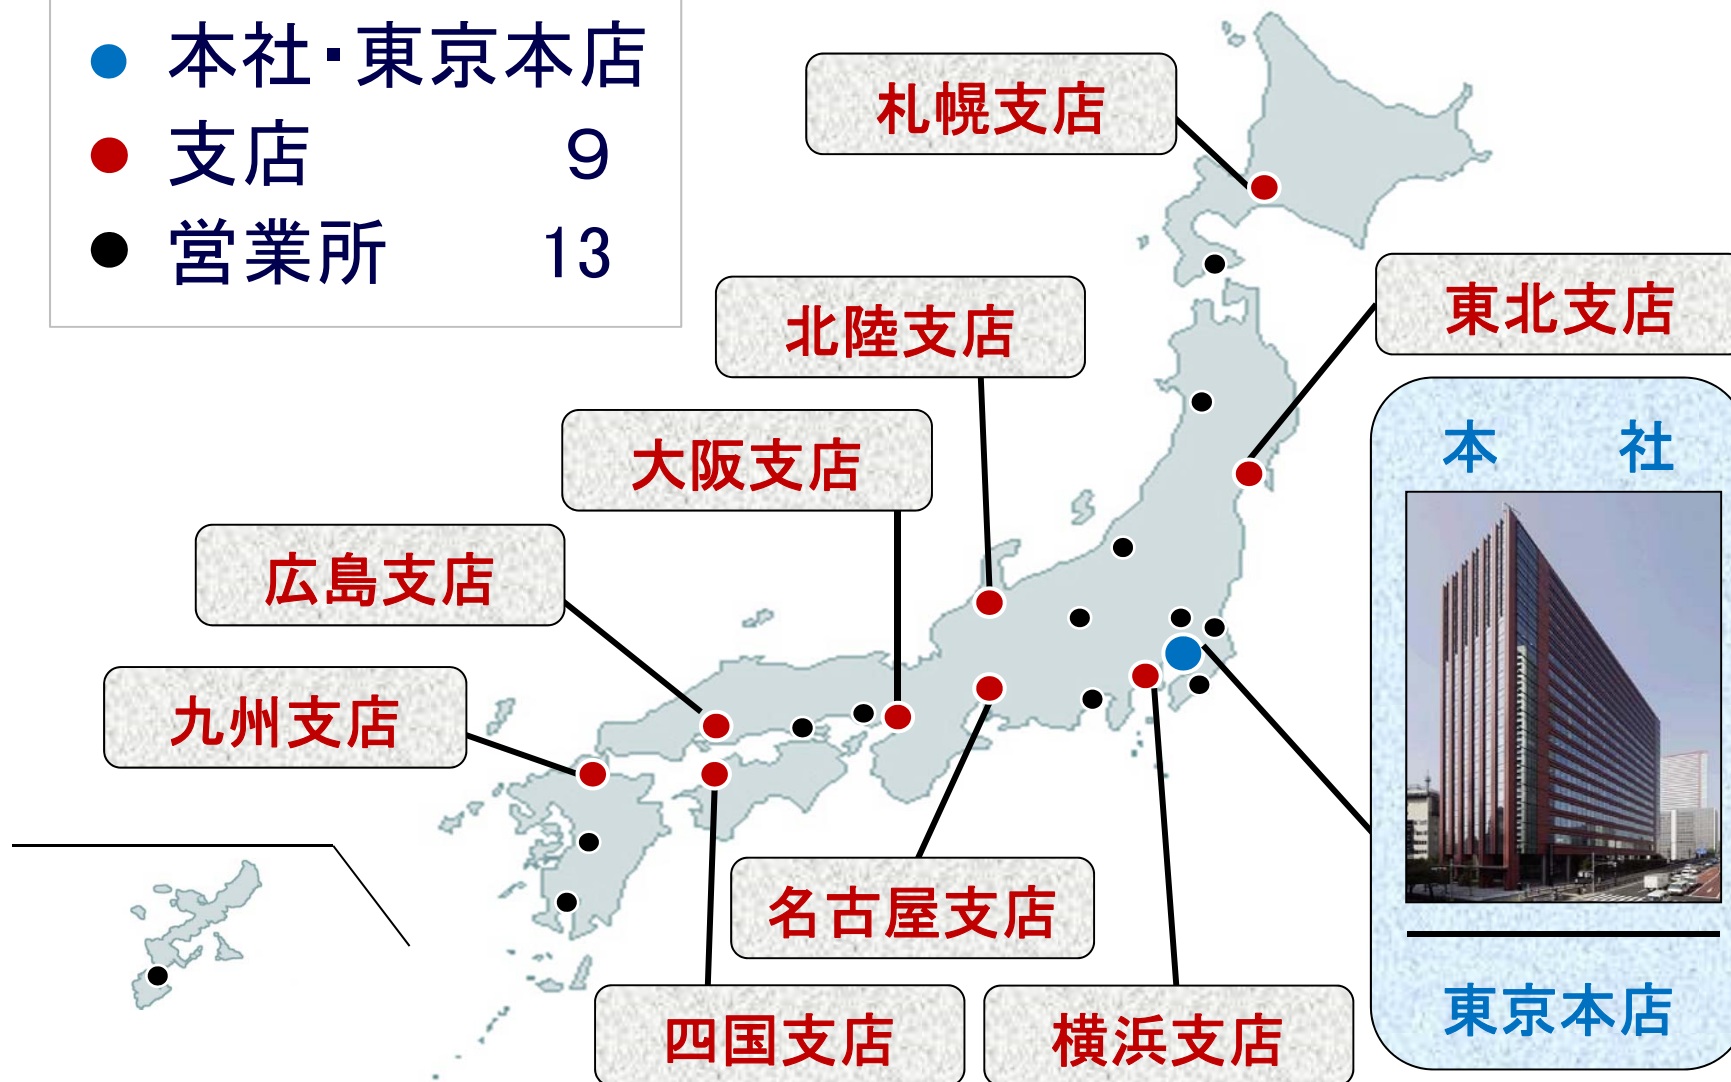 本社・東京本店
支店 9
営業所 13
札幌支店
東北支店
北陸支店
大阪支店
広島支店
九州支店
本 社
名古屋支店
四国支店
横浜支店
東京本店